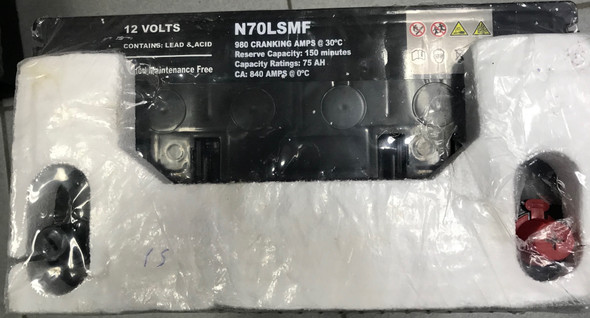 12 VOLTS
CONTAINS: LEAD & ACID
Maintenance Free
N70LSMF
980 CRANKING AMPS @ 30°C
Reserve Capacity: 150 minutes
Capacity Ratings: 75 AH
CA: 840 AMPS @ 0°C